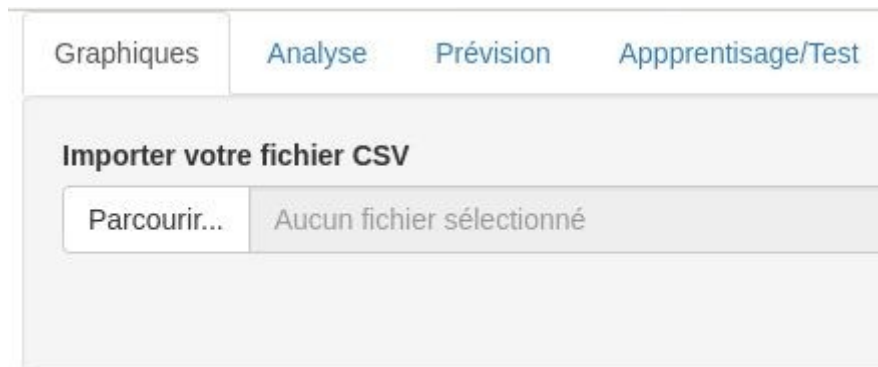 Graphiques Analyse Prévision Appprentisage/Test
Importer votre fichier CSV
Parcourir... Aucun fichier sélectionné